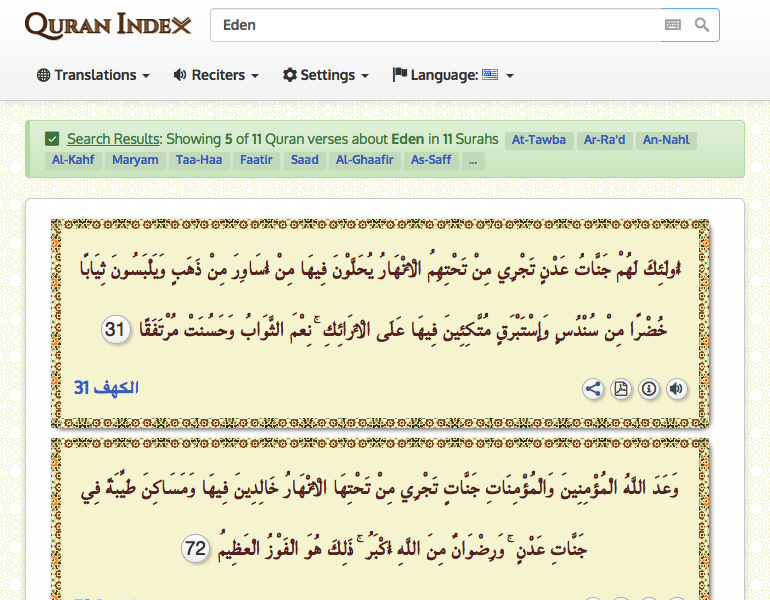 QURAN INDEX
Eden
Translations Reciters Settings Language:
Search Results: Showing 5 of 11 Quran verses about Eden in 11 Surahs At-Tawba Ar-Ra'd An-Nahl
Al-Kahf Maryam Taa-Haa Faatir Saad AL-Ghaafir As-Saff ...
أُولَٰئِكَ لَهُمْ جَنَّاتُ عَدْنٍ تَجْرِي مِنْ تَحْتِهِمُ الْأَنْهَارُ يُحَلَّوْنَ فِيهَا مِنْ أَسَاوِرَ مِنْ ذَهَبٍ وَيَلْبَسُونَ ثِيَابًا
خُضْرًا مِنْ سُنْدُسٍ وَإِسْتَبْرَقٍ مُتَّكِئِينَ فِيهَا عَلَى الْأَرَائِكِ ۚ نِعْمَ الثَّوَابُ وَحَسُنَتْ مُرْتَفَقًا 31
الكهف 31
وَعَدَ اللَّهُ الْمُؤْمِنِينَ وَالْمُؤْمِنَاتِ جَنَّاتٍ تَجْرِي مِنْ تَحْتِهَا الْأَنْهَارُ خَالِدِينَ فِيهَا وَمَسَاكِنَ طَيِّبَةً فِي
جَنَّاتِ عَدْنٍ ۚ وَرِضْوَانٌ مِنَ اللَّهِ أَكْبَرُ ۚ ذَٰلِكَ هُوَ الْفَوْزُ الْعَظِيمُ 72